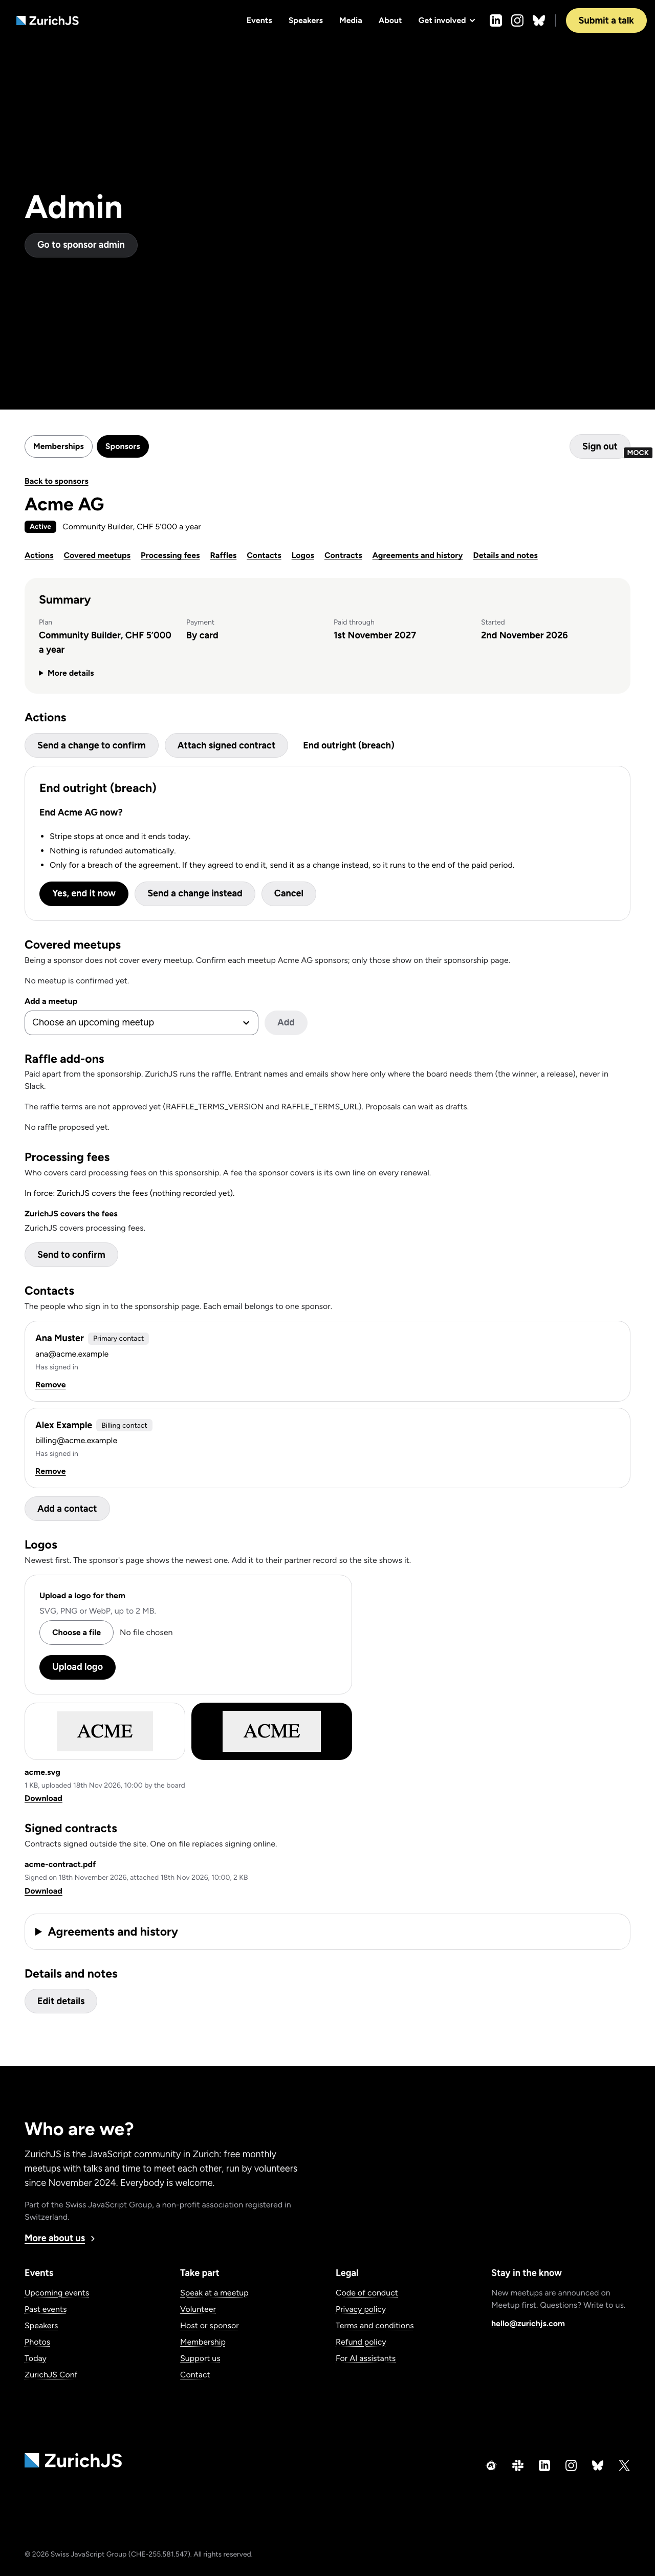 ZurichJS
Events
Speakers
Media
About
Get involved
Submit a talk
Admin
Go to sponsor admin
Memberships
Sponsors
Sign out
MOCK
Back to sponsors
Acme AG
Active
Community Builder, CHF 5'000 a year
Actions
Covered meetups
Processing fees
Raffles
Contacts
Logos
Contracts
Agreements and history
Details and notes
Summary
Plan
Community Builder, CHF 5'000
a year
Payment
By card
Paid through
1st November 2027
Started
2nd November 2026
More details
Actions
Send a change to confirm
Attach signed contract
End outright (breach)
End outright (breach)
End Acme AG now?
• Stripe stops at once and it ends today.
• Nothing is refunded automatically.
• Only for a breach of the agreement. If they agreed to end it, send it as a change instead, so it runs to the end of the paid period.
Yes, end it now
Send a change instead
Cancel
Covered meetups
Being a sponsor does not cover every meetup. Confirm each meetup Acme AG sponsors; only those show on their sponsorship page.
No meetup is confirmed yet.
Add a meetup
Choose an upcoming meetup
Add
Raffle add-ons
Paid apart from the sponsorship. ZurichJS runs the raffle. Entrant names and emails show here only where the board needs them (the winner, a release), never in
Slack.
The raffle terms are not approved yet (RAFFLE_TERMS_VERSION and RAFFLE_TERMS_URL). Proposals can wait as drafts.
No raffle proposed yet.
Processing fees
Who covers card processing fees on this sponsorship. A fee the sponsor covers is its own line on every renewal.
In force: ZurichJS covers the fees (nothing recorded yet).
ZurichJS covers the fees
ZurichJS covers processing fees.
Send to confirm
Contacts
The people who sign in to the sponsorship page. Each email belongs to one sponsor.
Ana Muster
Primary contact
ana@acme.example
Has signed in
Remove
Alex Example
Billing contact
billing@acme.example
Has signed in
Remove
Add a contact
Logos
Newest first. The sponsor's page shows the newest one. Add it to their partner record so the site shows it.
Upload a logo for them
SVG, PNG or WebP, up to 2 MB.
Choose a file
No file chosen
Upload logo
ACME
ACME
acme.svg
1 KB, uploaded 18th Nov 2026, 10:00 by the board
Download
Signed contracts
Contracts signed outside the site. One on file replaces signing online.
acme-contract.pdf
Signed on 18th November 2026, attached 18th Nov 2026, 10:00, 2 KB
Download
Agreements and history
Details and notes
Edit details
Who are we?
ZurichJS is the JavaScript community in Zurich: free monthly
meetups with talks and time to meet each other, run by volunteers
since November 2024. Everybody is welcome.
Part of the Swiss JavaScript Group, a non-profit association registered in
Switzerland.
More about us
Events
Upcoming events
Past events
Speakers
Photos
Today
ZurichJS Conf
Take part
Speak at a meetup
Volunteer
Host or sponsor
Membership
Support us
Contact
Legal
Code of conduct
Privacy policy
Terms and conditions
Refund policy
For AI assistants
Stay in the know
New meetups are announced on
Meetup first. Questions? Write to us.
hello@zurichjs.com
ZurichJS
© 2026 Swiss JavaScript Group (CHE-255.581.547). All rights reserved.